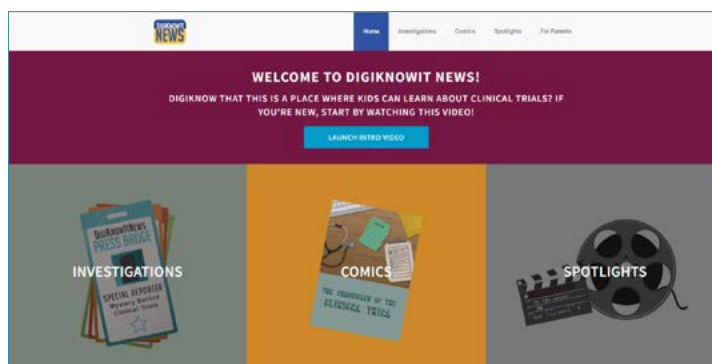 DIGIKNOWIT
NEWS
Home Investigations Comics Spotlights For Parents
WELCOME TO DIGIKNOWIT NEWS!
DIGIKNOW THAT THIS IS A PLACE WHERE KIDS CAN LEARN ABOUT CLINICAL TRIALS? IF
YOU'RE NEW, START BY WATCHING THIS VIDEO!
LAUNCH INTRO VIDEO
DIGIKNOWITNEWS
PRESS BADGE
INVESTIGATIONS
SPECIAL REPORTER
Mystery Behind
Clinical Trials
COMICS
THE CHRONICLES OF THE
CLINICAL TRIAL
SPOTLIGHTS